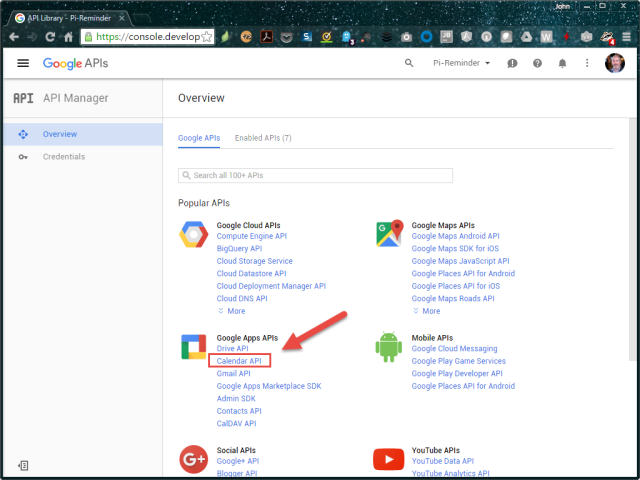 John
API Library - Pi-Reminder
https://console.develop
Google APIs
Pi-Reminder
API
API Manager
Overview
Overview
Credentials
Google APIs
Enabled APIs (7)
Search all 100+ APIs
Popular APIs
Google Cloud APIs
Compute Engine API
BigQuery API
Cloud Storage Service
Cloud Datastore API
Cloud Deployment Manager API
Cloud DNS API
More
Google Maps APIs
Google Maps Android API
Google Maps SDK for iOS
Google Maps JavaScript API
Google Places API for Android
Google Places API for iOS
Google Maps Roads API
More
Google Apps APIs
Drive API
Calendar API
Gmail API
Google Apps Marketplace SDK
Admin SDK
Contacts API
CalDAV API
Mobile APIs
Google Cloud Messaging
Google Play Game Services
Google Play Developer API
Google Places API for Android
Social APIs
Google+ API
Blogger API
YouTube APIs
YouTube Data API
YouTube Analytics API